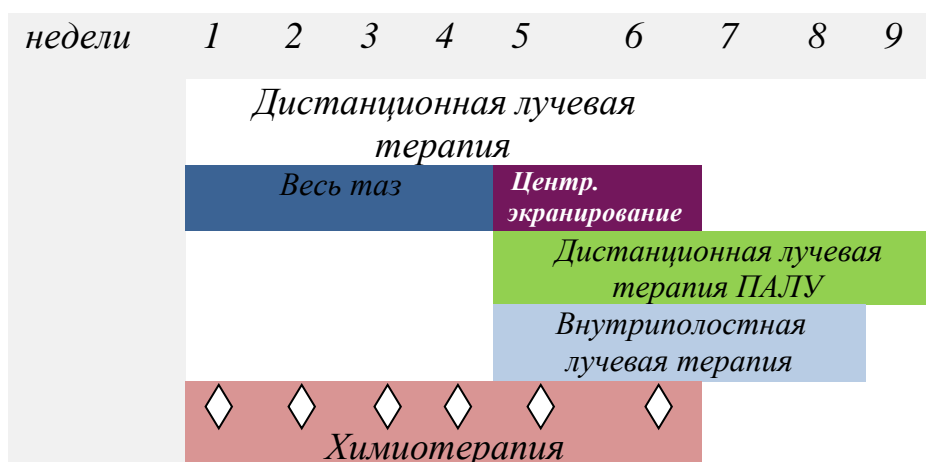 недели 1 2 3 4 5 6 7 8 9
Дистанционная лучевая
терапия
Весь таз
Центр.
экранирование
Дистанционная лучевая
терапия ПАЛУ
Внутриполостная
лучевая терапия
Химиотерапия